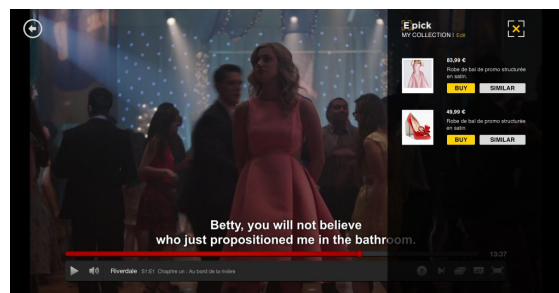 E pick
MY COLLECTION I Edit
83,99 €
Robe de bal de promo structurée
en satin.
BUY SIMILAR
49,99 €
Robe de bal de promo structurée
en satin
BUY SIMILAR
Betty, you will not believe
who just propositioned me in the bathroom.
13:37
Riverdale S1:E1 Chapitre un : Au bord de la rivière